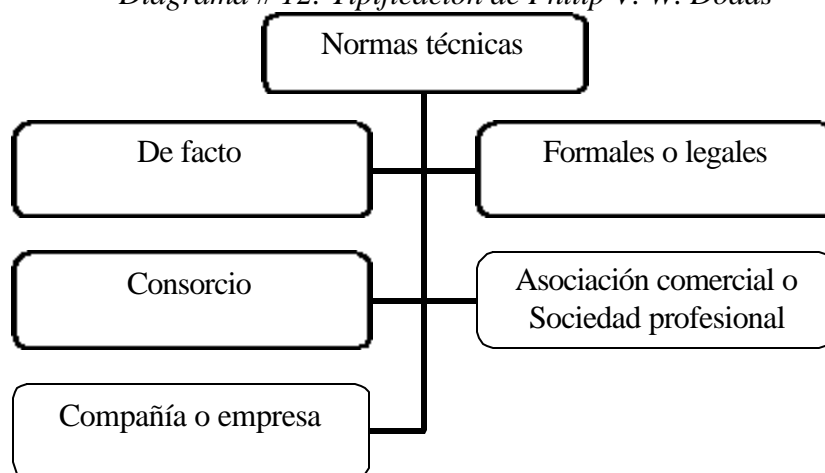 Diagrama # 12: Tipificación de Philip V. W. Dodds
Normas técnicas
De facto
Formales o legales
Consorcio
Asociación comercial o
Sociedad profesional
Compañía o empresa